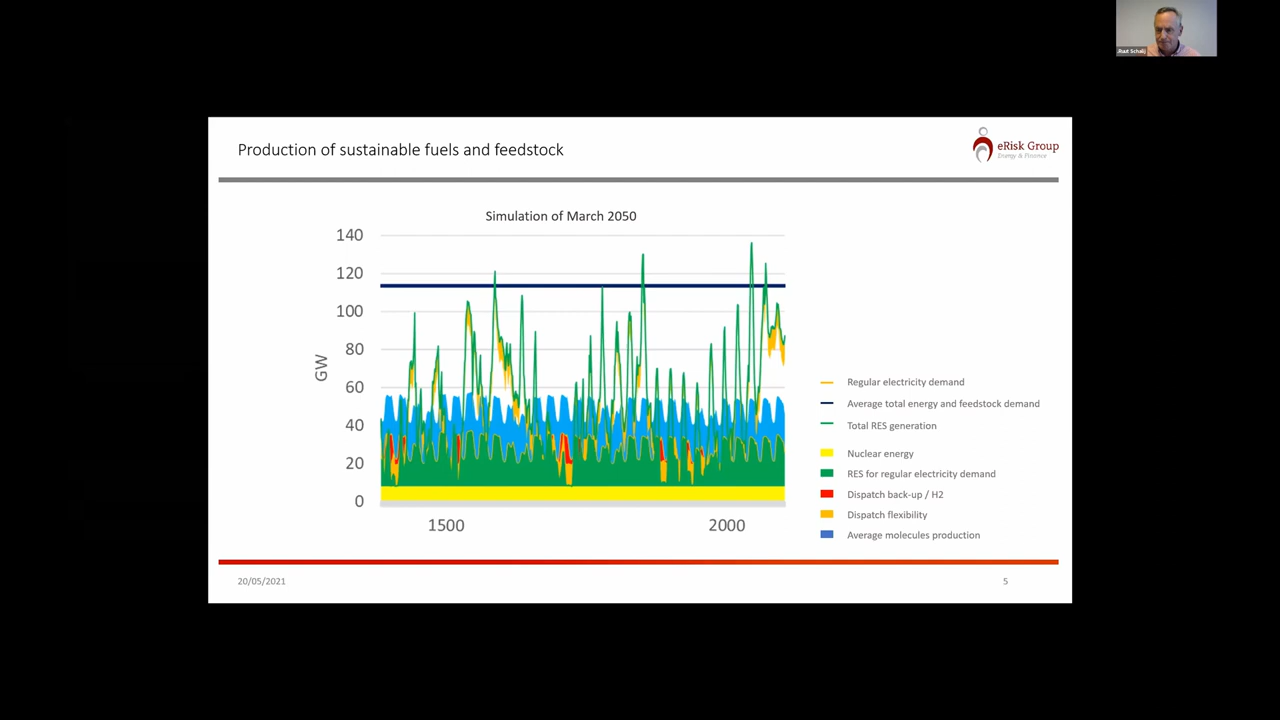 Ruut Schalij
Production of sustainable fuels and feedstock
eRisk Group
Energy & Finance
Simulation of March 2050
140
120
100
80
60
40
20
0
GW
1500
2000
Regular electricity demand
Average total energy and feedstock demand
Total RES generation
Nuclear energy
RES for regular electricity demand
Dispatch back-up / H2
Dispatch flexibility
Average molecules production
20/05/2021
5